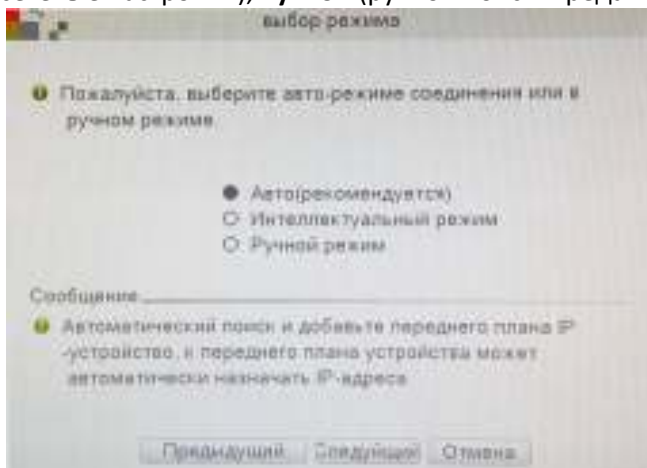 выбор режима
Пожалуйста, выберите авто-режиме соединения или в
ручном режиме
Авто(рекомендуется)
Интеллектуальный режим
Ручной режим
Сообщение
Автоматический поиск и добавьте переднего плана IP
-устройство, к переднего плана устройства может
автоматически назначать IP-адреса
Предидущий Следующий Отмена